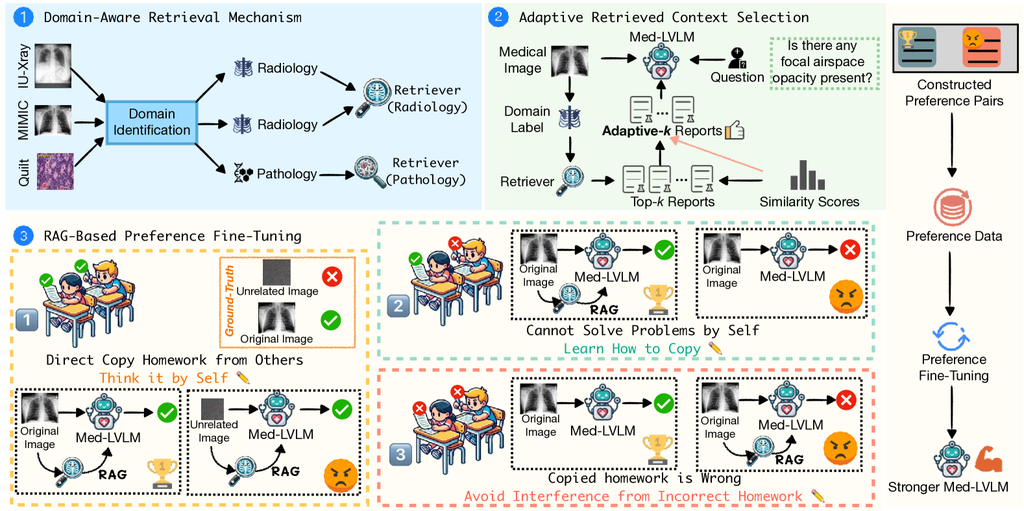 1 Domain-Aware Retrieval Mechanism
IU-Xray
MIMIC
Quilt
Domain
Identification
Radiology
Radiology
Pathology
Retriever
(Radiology)
Retriever
(Pathology)
2 Adaptive Retrieved Context Selection
Medical
Image
Med-LVLM
Question
Is there any
focal airspace
opacity present?
Domain
Label
Adaptive-k Reports
Retriever
Top-k Reports
Similarity Scores
3 RAG-Based Preference Fine-Tuning
1
Ground-Truth
Unrelated Image
Original Image
Direct Copy Homework from Others
Think it by Self
Original
Image
Med-LVLM
RAG
1
Unrelated
Image
Med-LVLM
RAG
2
Original
Image
Med-LVLM
RAG
1
Original
Image
Med-LVLM
Cannot Solve Problems by Self
Learn How to Copy
3
Original
Image
Med-LVLM
1
Original
Image
Med-LVLM
RAG
Copied homework is Wrong
Avoid Interference from Incorrect Homework
Constructed
Preference Pairs
Preference Data
Preference
Fine-Tuning
Stronger Med-LVLM